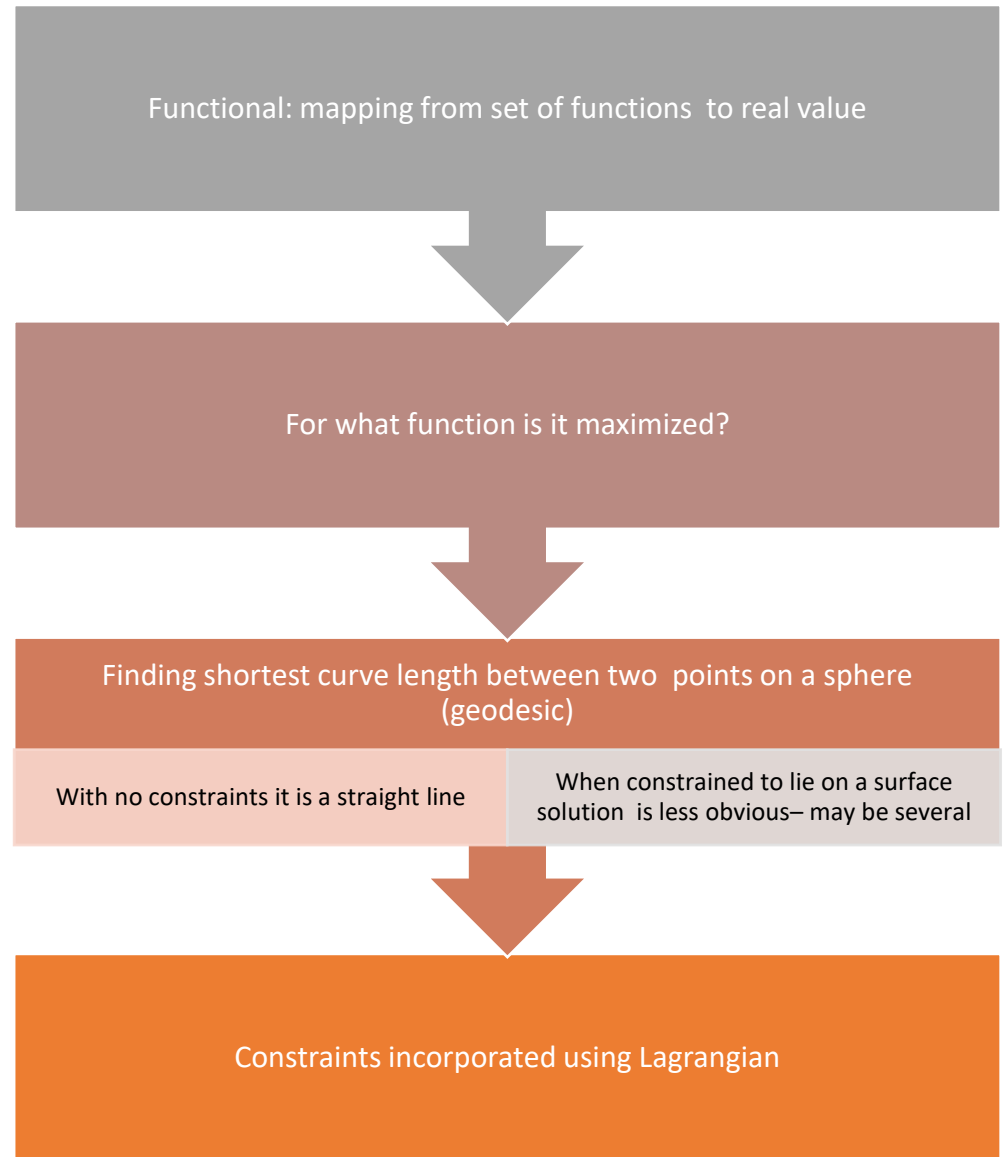 Functional: mapping from set of functions to real value
For what function is it maximized?
Finding shortest curve length between two points on a sphere
(geodesic)
With no constraints it is a straight line
When constrained to lie on a surface
solution is less obvious– may be several
Constraints incorporated using Lagrangian